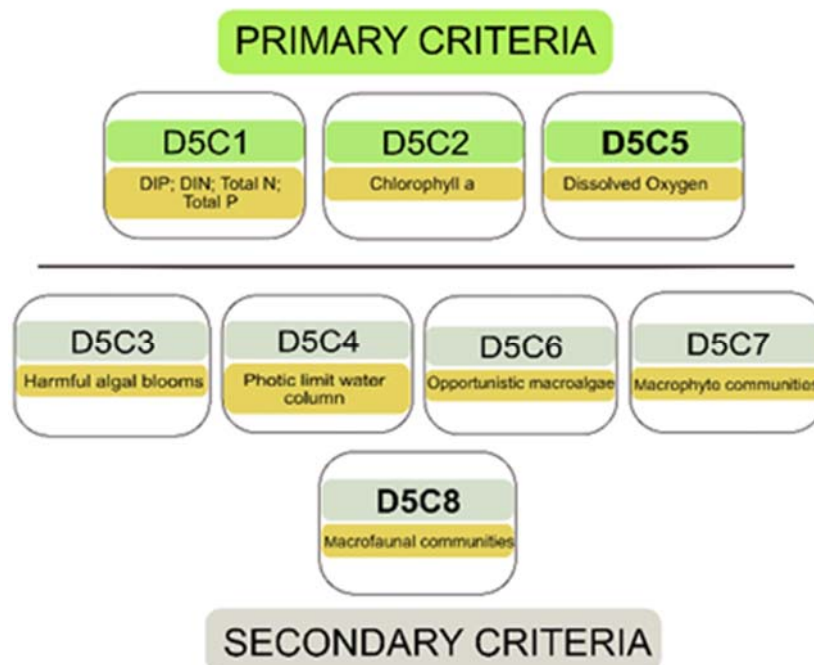 PRIMARY CRITERIA
D5C1
DIP; DIN; Total N;
Total P
D5C2
Chlorophyll a
D5C5
Dissolved Oxygen
D5C3
Harmful algal blooms
D5C4
Photic limit water
column
D5C6
Opportunistic macroalgae
D5C7
Macrophyte communities
D5C8
Macrofaunal communities
SECONDARY CRITERIA